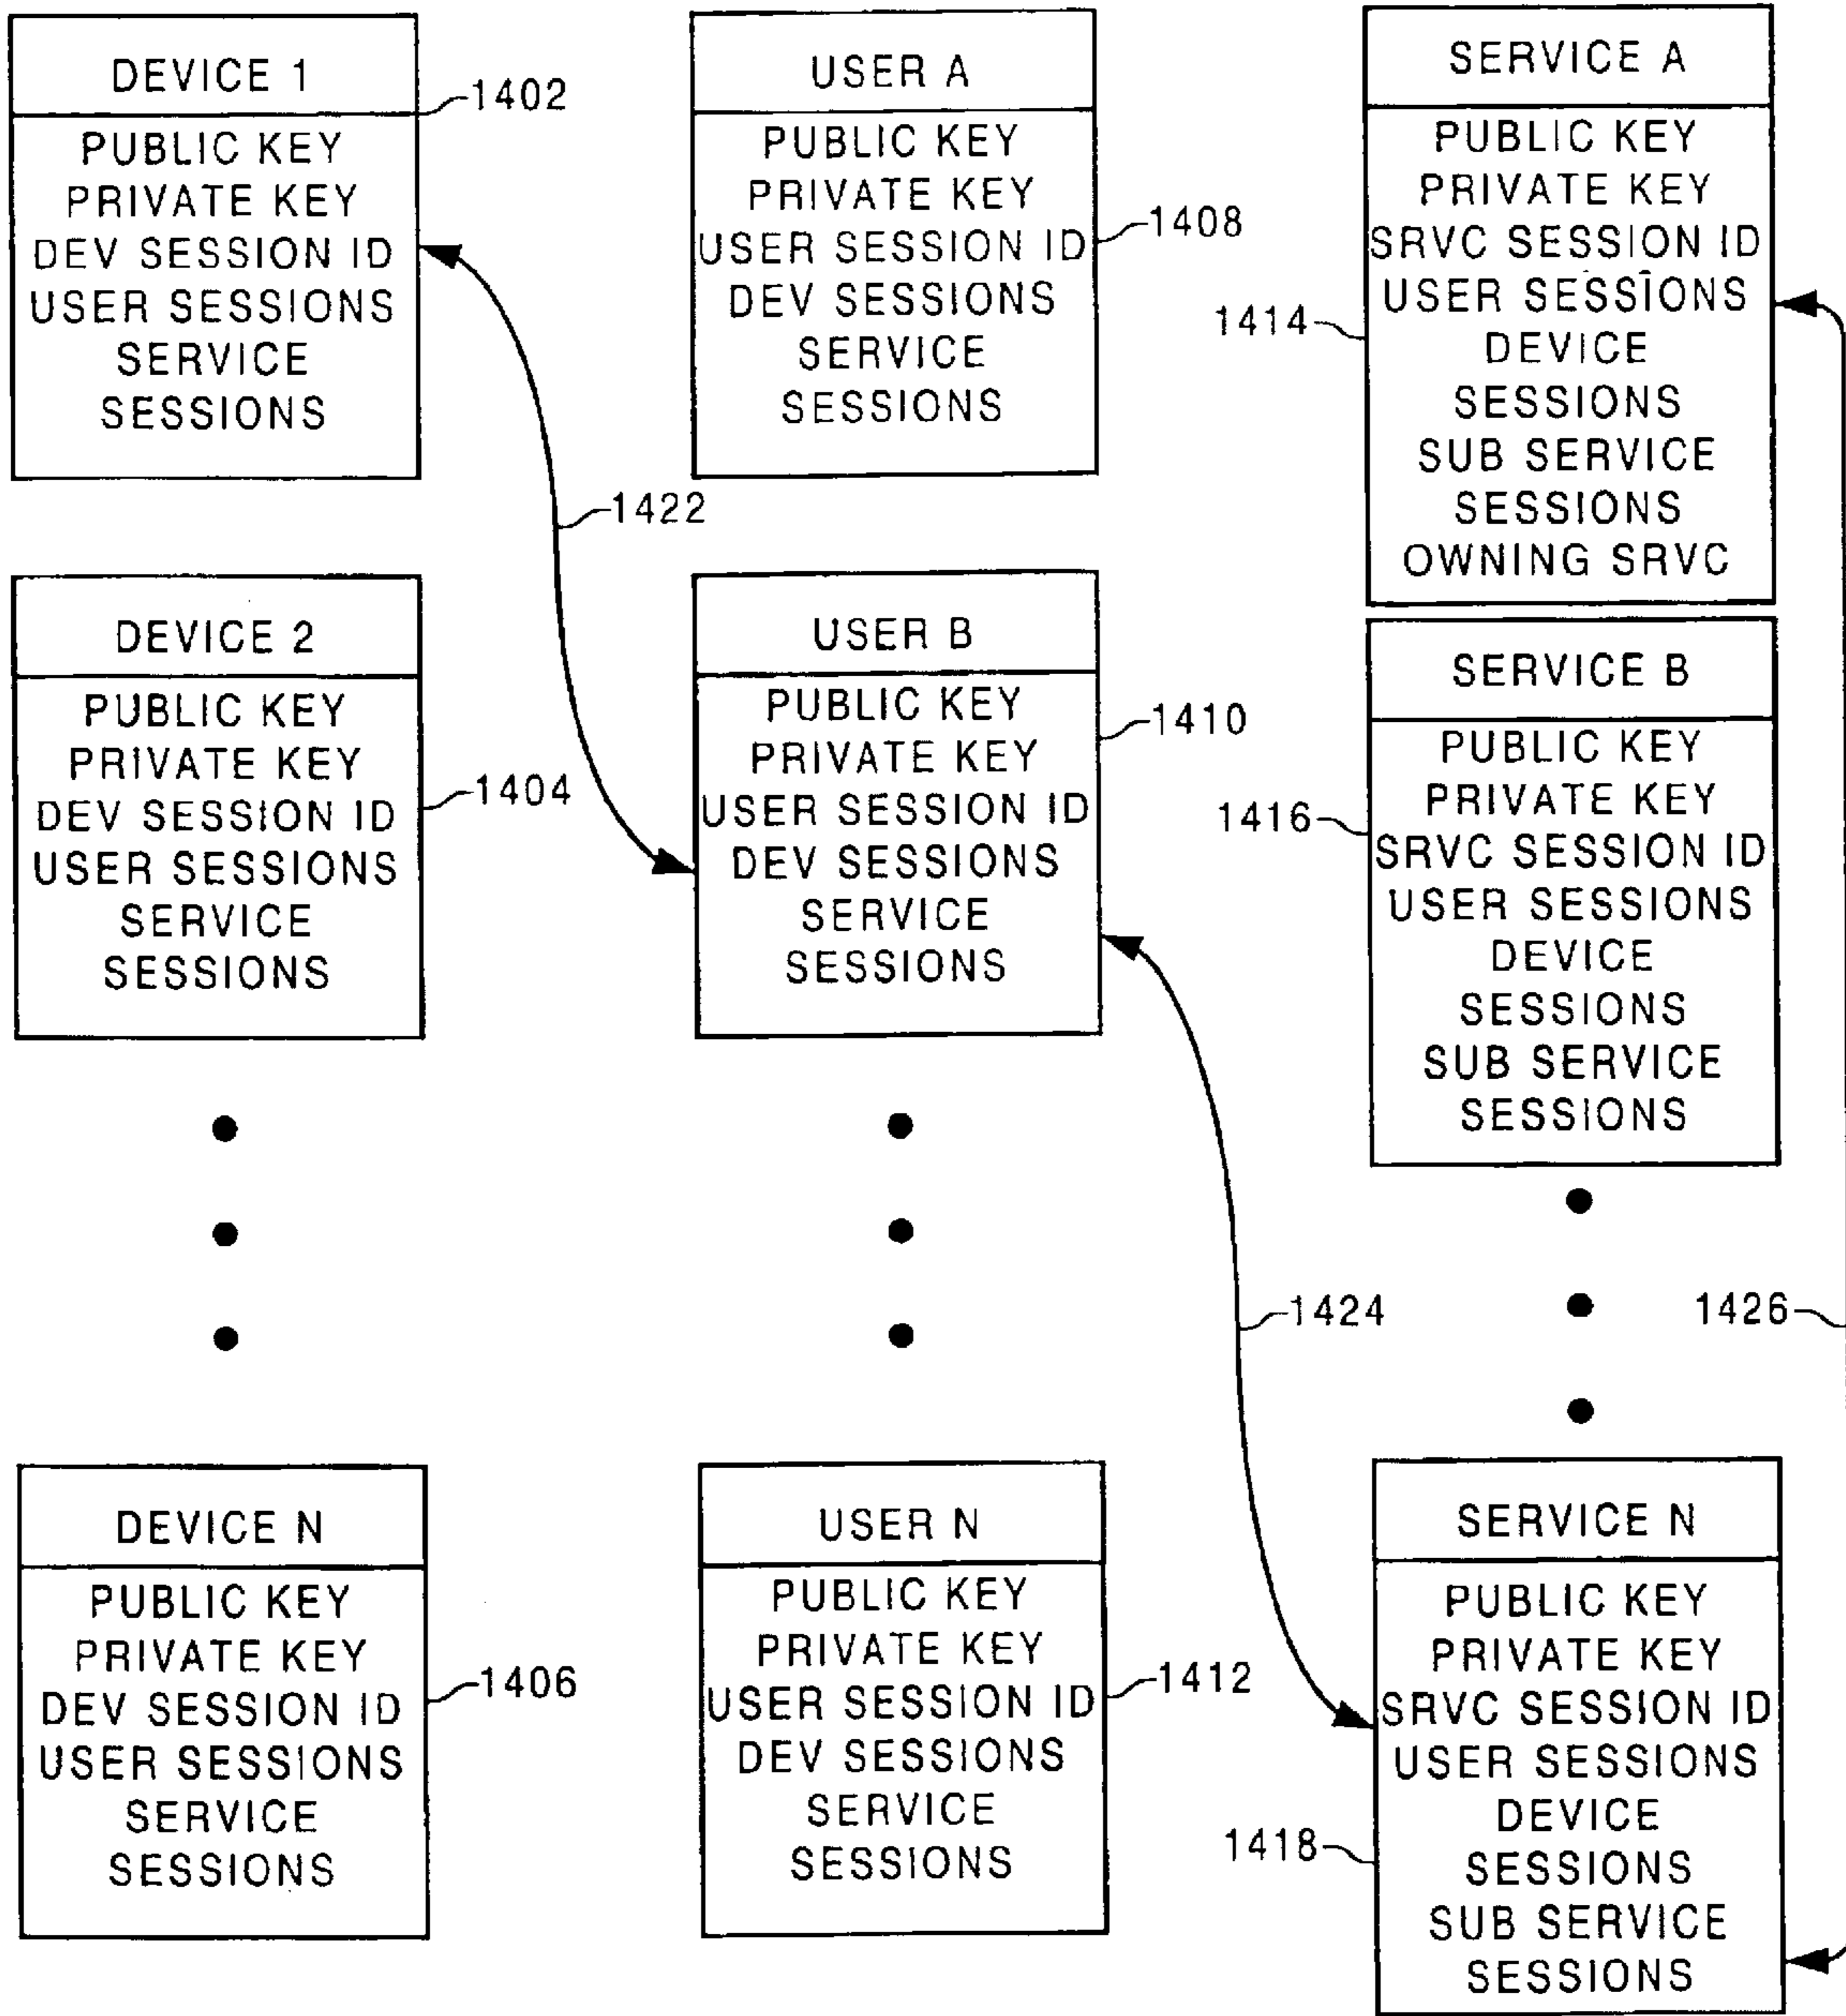 DEVICE 1
1402
PUBLIC KEY
PRIVATE KEY
DEV SESSION ID
USER SESSIONS
SERVICE
SESSIONS
USER A
PUBLIC KEY
PRIVATE KEY
USER SESSION ID
1408
DEV SESSIONS
SERVICE
SESSIONS
SERVICE A
PUBLIC KEY
PRIVATE KEY
SRVC SESSION ID
USER SESSIONS
1414
DEVICE
SESSIONS
SUB SERVICE
SESSIONS
OWNING SRVC
1422
DEVICE 2
PUBLIC KEY
PRIVATE KEY
1404
DEV SESSION ID
USER SESSIONS
SERVICE
SESSIONS
USER B
PUBLIC KEY
1410
PRIVATE KEY
USER SESSION ID
DEV SESSIONS
SERVICE
SESSIONS
SERVICE B
PUBLIC KEY
PRIVATE KEY
1416
SRVC SESSION ID
USER SESSIONS
DEVICE
SESSIONS
SUB SERVICE
SESSIONS
1424
1426
DEVICE N
PUBLIC KEY
PRIVATE KEY
1406
DEV SESSION ID
USER SESSIONS
SERVICE
SESSIONS
USER N
PUBLIC KEY
PRIVATE KEY
1412
USER SESSION ID
DEV SESSIONS
SERVICE
SESSIONS
SERVICE N
PUBLIC KEY
PRIVATE KEY
SRVC SESSION ID
USER SESSIONS
DEVICE
1418
SESSIONS
SUB SERVICE
SESSIONS